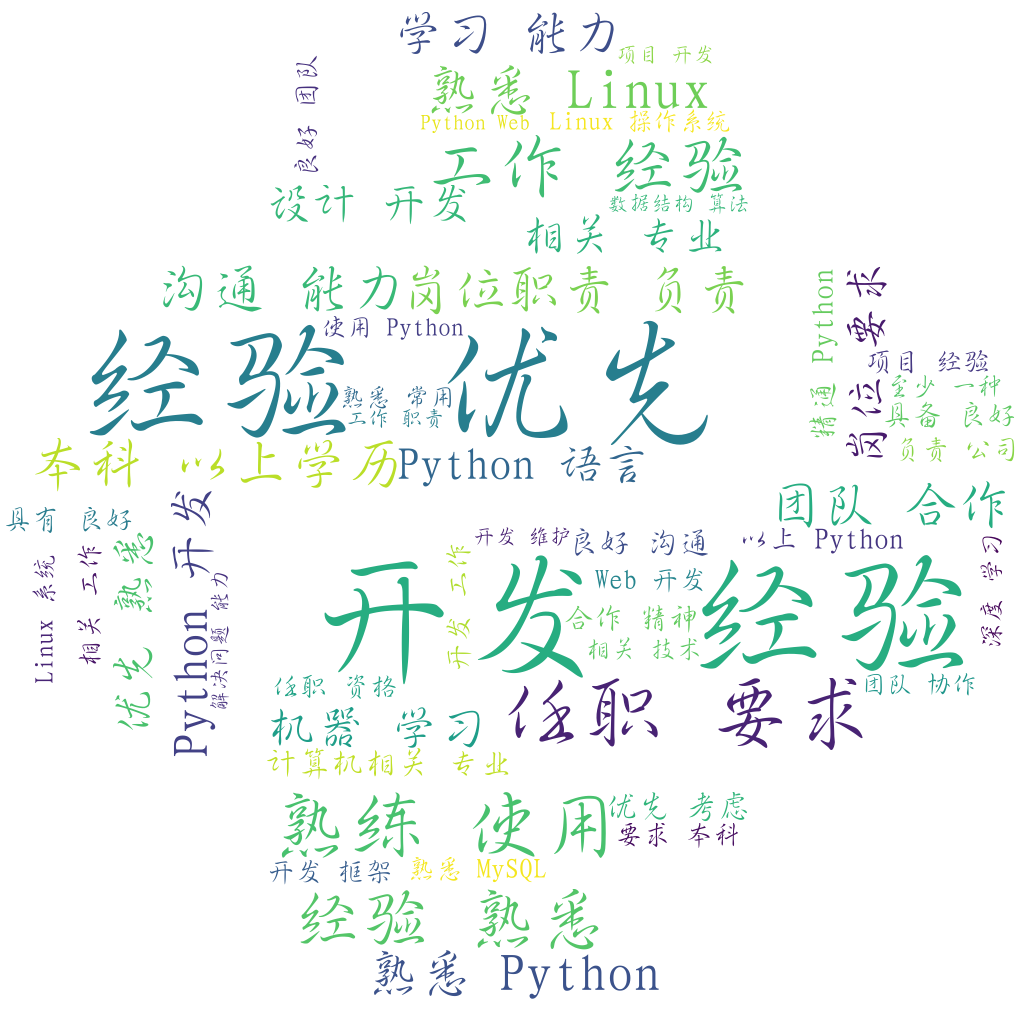 学习 能力
项目 开发
良好 团队
熟悉 Linux
Python Web
Linux 操作系统
工作 经验
设计 开发
数据结构 算法
相关 专业
沟通 能力
岗位职责 负责
精通 Python
岗位 要求
使用 Python
经验 优先
项目 经验
熟悉 常用
至少 一种
工作 职责
具备 良好
负责 公司
本科 以上学历
Python 语言
团队 合作
具有 良好
Python 开发
开发 维护
良好 沟通
以上 Python
Linux 系统
相关 工作
优先 熟悉
解决问题 能力
开发 工作
Web 开发
深度 学习
开发 经验
合作 精神
相关 技术
任职 资格
团队 协作
任职 要求
机器 学习
计算机相关 专业
熟练 使用
优先 考虑
要求 本科
开发 框架
熟悉 MySQL
经验 熟悉
熟悉 Python